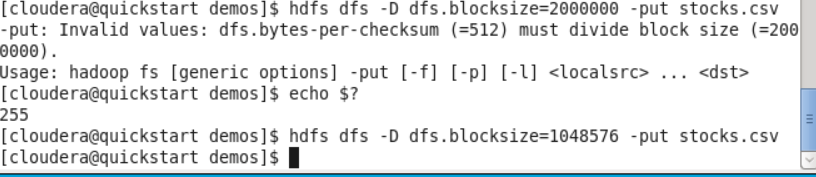 [cloudera@quickstart demos]$ hdfs dfs -D dfs.blocksize=2000000 -put stocks.csv
-put: Invalid values: dfs.bytes-per-checksum (=512) must divide block size (=200
0000).
Usage: hadoop fs [generic options] -put [-f] [-p] [-l] <localsrc> ... <dst>
[cloudera@quickstart demos]$ echo $?
255
[cloudera@quickstart demos]$ hdfs dfs -D dfs.blocksize=1048576 -put stocks.csv
[cloudera@quickstart demos]$